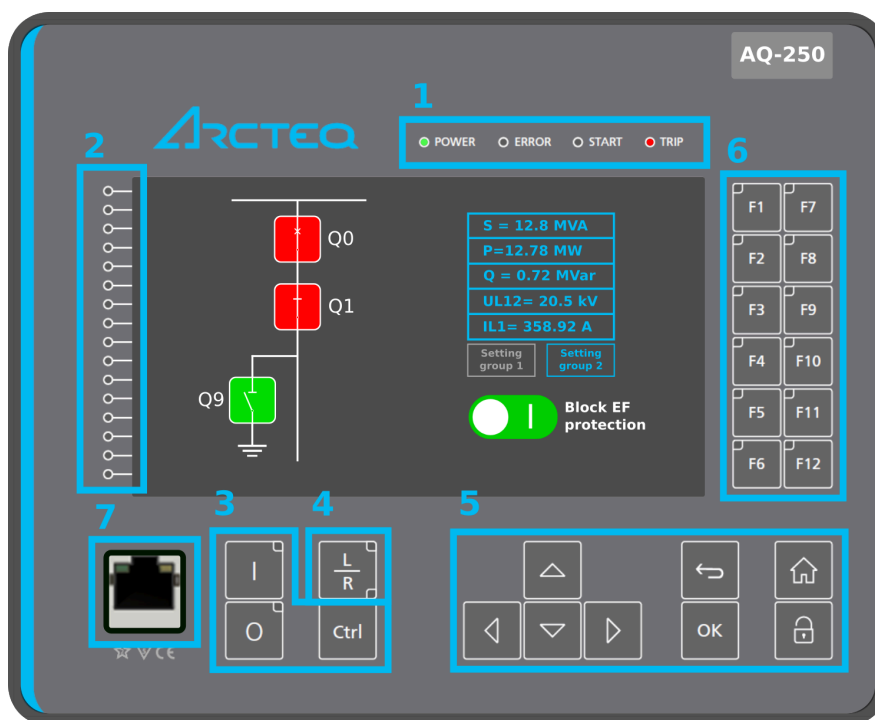 AQ-250
1
ARCTEQ
POWER ERROR START TRIP
2
6
Q0
Q1
Q9
S = 12.8 MVA
P=12.78 MW
Q = 0.72 MVar
UL12= 20.5 kV
IL1= 358.92 A
Setting
group 1
Setting
group 2
Block EF
protection
F1 F7
F2 F8
F3 F9
F4 F10
F5 F11
F6 F12
7
3
4
5
I
L
R
O
Ctrl
OK
CE